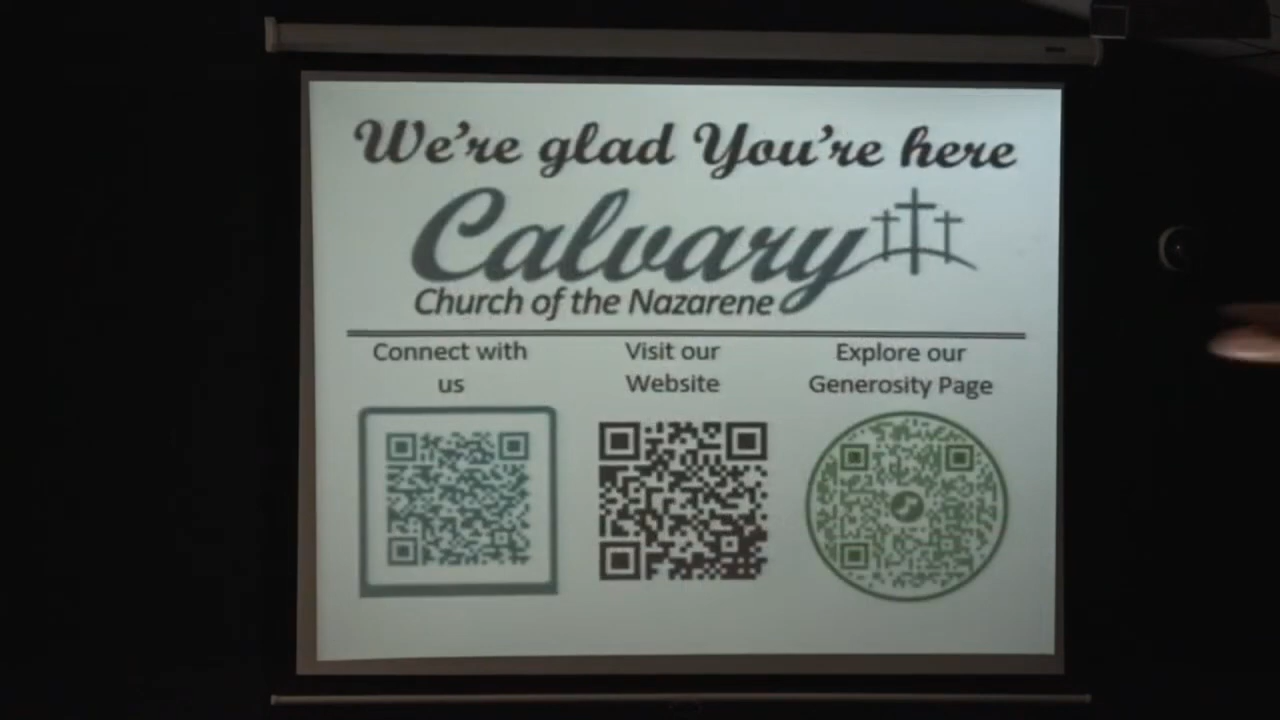 We're glad You're here
Calvary
Church of the Nazarene
Connect with
us
Visit our
Website
Explore our
Generosity Page